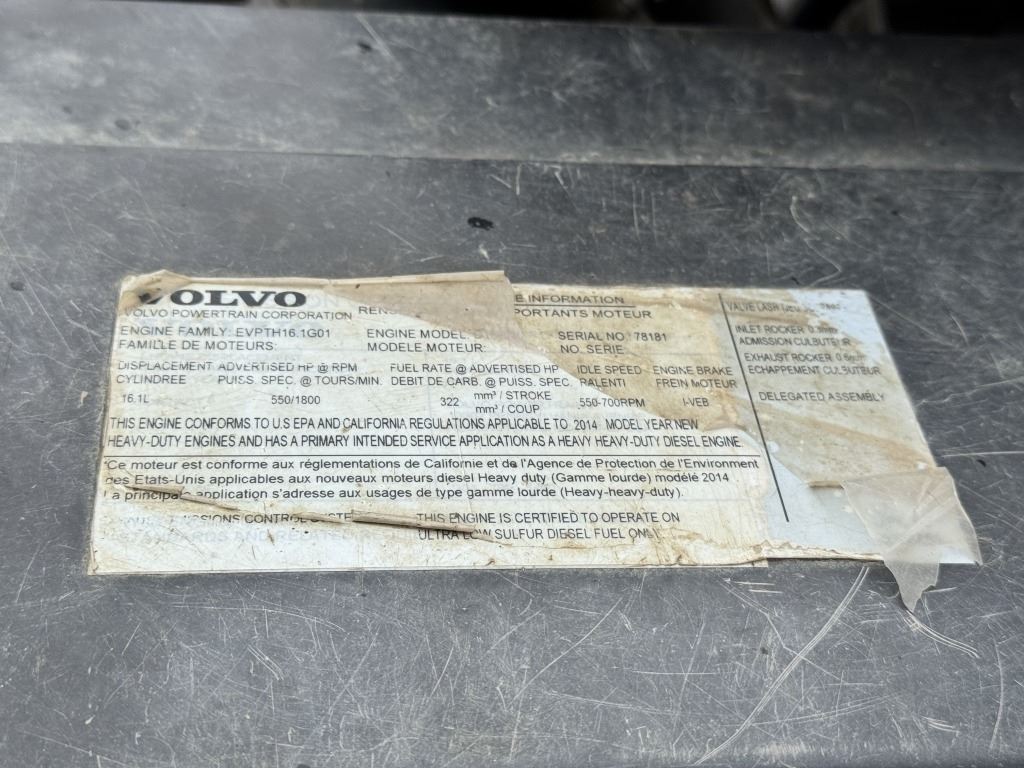 VOLVO
VOLVO POWERTRAIN CORPORATION
INFORMATION
MOTEUR
ENGINE FAMILY: EVPTH16.1G01 ENGINE MODEL: SERIAL NO: 78181
FAMILLE DE MOTEURS: MODELE MOTEUR: NO. SERIE:
DISPLACEMENT ADVERTISED HP @ RPM FUEL RATE @ ADVERTISED HP IDLE SPEED ENGINE BRAKE
CYLINDREE PUISS. SPEC. @ TOURS/MIN. DEBIT DE CARB. @ PUISS. SPEC. RALENTI FREIN MOTEUR
16.1L 550/1800 322 mm³ / STROKE 550-700RPM I-VEB
mm³ / COUP
THIS ENGINE CONFORMS TO U.S EPA AND CALIFORNIA REGULATIONS APPLICABLE TO 2014 MODEL YEAR NEW
HEAVY-DUTY ENGINES AND HAS A PRIMARY INTENDED SERVICE APPLICATION AS A HEAVY HEAVY-DUTY DIESEL ENGINE.
Ce moteur est conforme aux réglementations de Californie et de l'Agence de Protection de l'Environment
des Etats-Unis applicables aux nouveaux moteurs diesel Heavy duty (Gamme lourde) modèle 2014
La principale application s'adresse aux usages de type gamme lourde (Heavy-heavy-duty).
CONTROL THIS ENGINE IS CERTIFIED TO OPERATE ON
ULTRA LOW SULFUR DIESEL FUEL ONLY
VALVE LASH
INLET ROCKER
ADMISSION CULBUTEUR
EXHAUST ROCKER
ECHAPPEMENT CULBUTEUR
DELEGATED ASSEMBLY